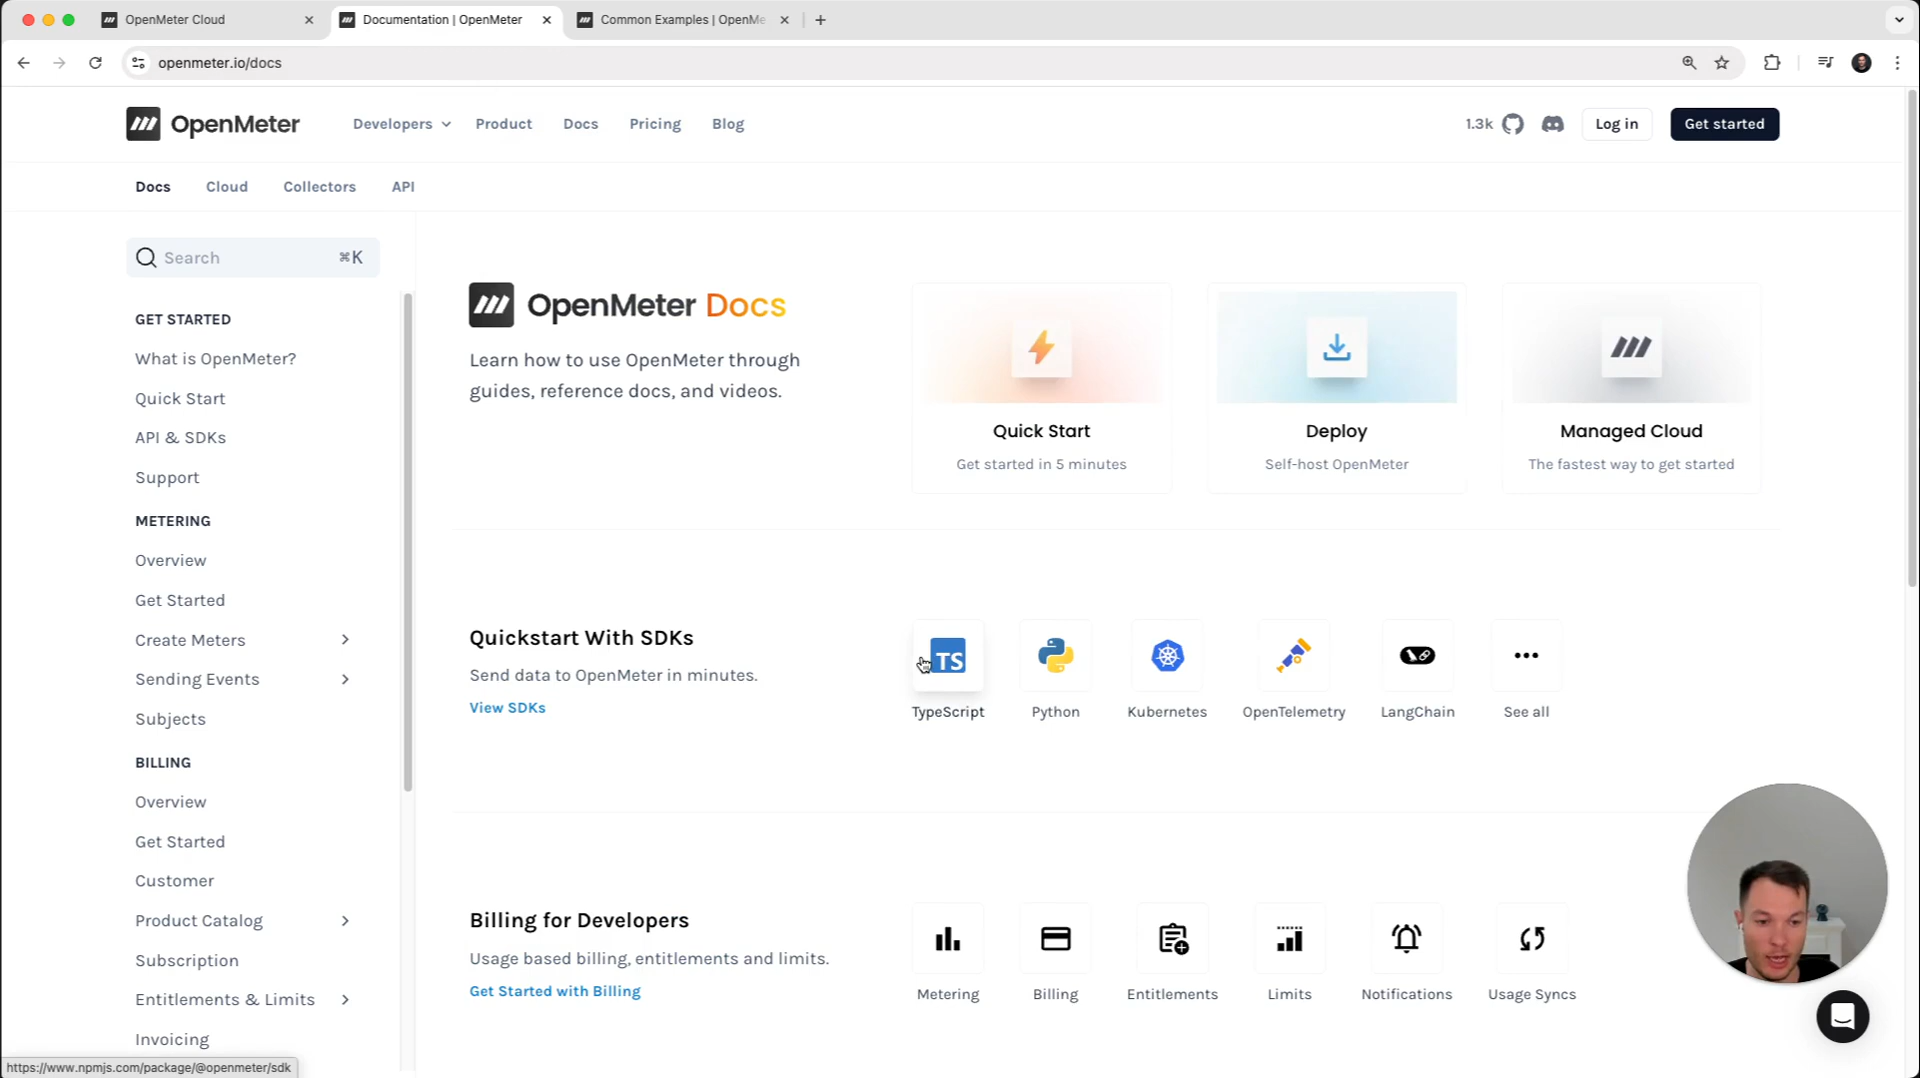 OpenMeter Cloud
Documentation | OpenMeter
Common Examples | OpenMe
openmeter.io/docs
OpenMeter
Developers
Product
Docs
Pricing
Blog
1.3k
Log in
Get started
Docs
Cloud
Collectors
API
Search
⌘K
GET STARTED
What is OpenMeter?
Quick Start
API & SDKs
Support
METERING
Overview
Get Started
Create Meters
Sending Events
Subjects
BILLING
Overview
Get Started
Customer
Product Catalog
Subscription
Entitlements & Limits
Invoicing
OpenMeter Docs
Learn how to use OpenMeter through
guides, reference docs, and videos.
Quick Start
Get started in 5 minutes
Deploy
Self-host OpenMeter
Managed Cloud
The fastest way to get started
Quickstart With SDKs
Send data to OpenMeter in minutes.
View SDKs
TS
TypeScript
Python
Kubernetes
OpenTelemetry
LangChain
See all
Billing for Developers
Usage based billing, entitlements and limits.
Get Started with Billing
Metering
Billing
Entitlements
Limits
Notifications
Usage Syncs
https://www.npmjs.com/package/@openmeter/sdk